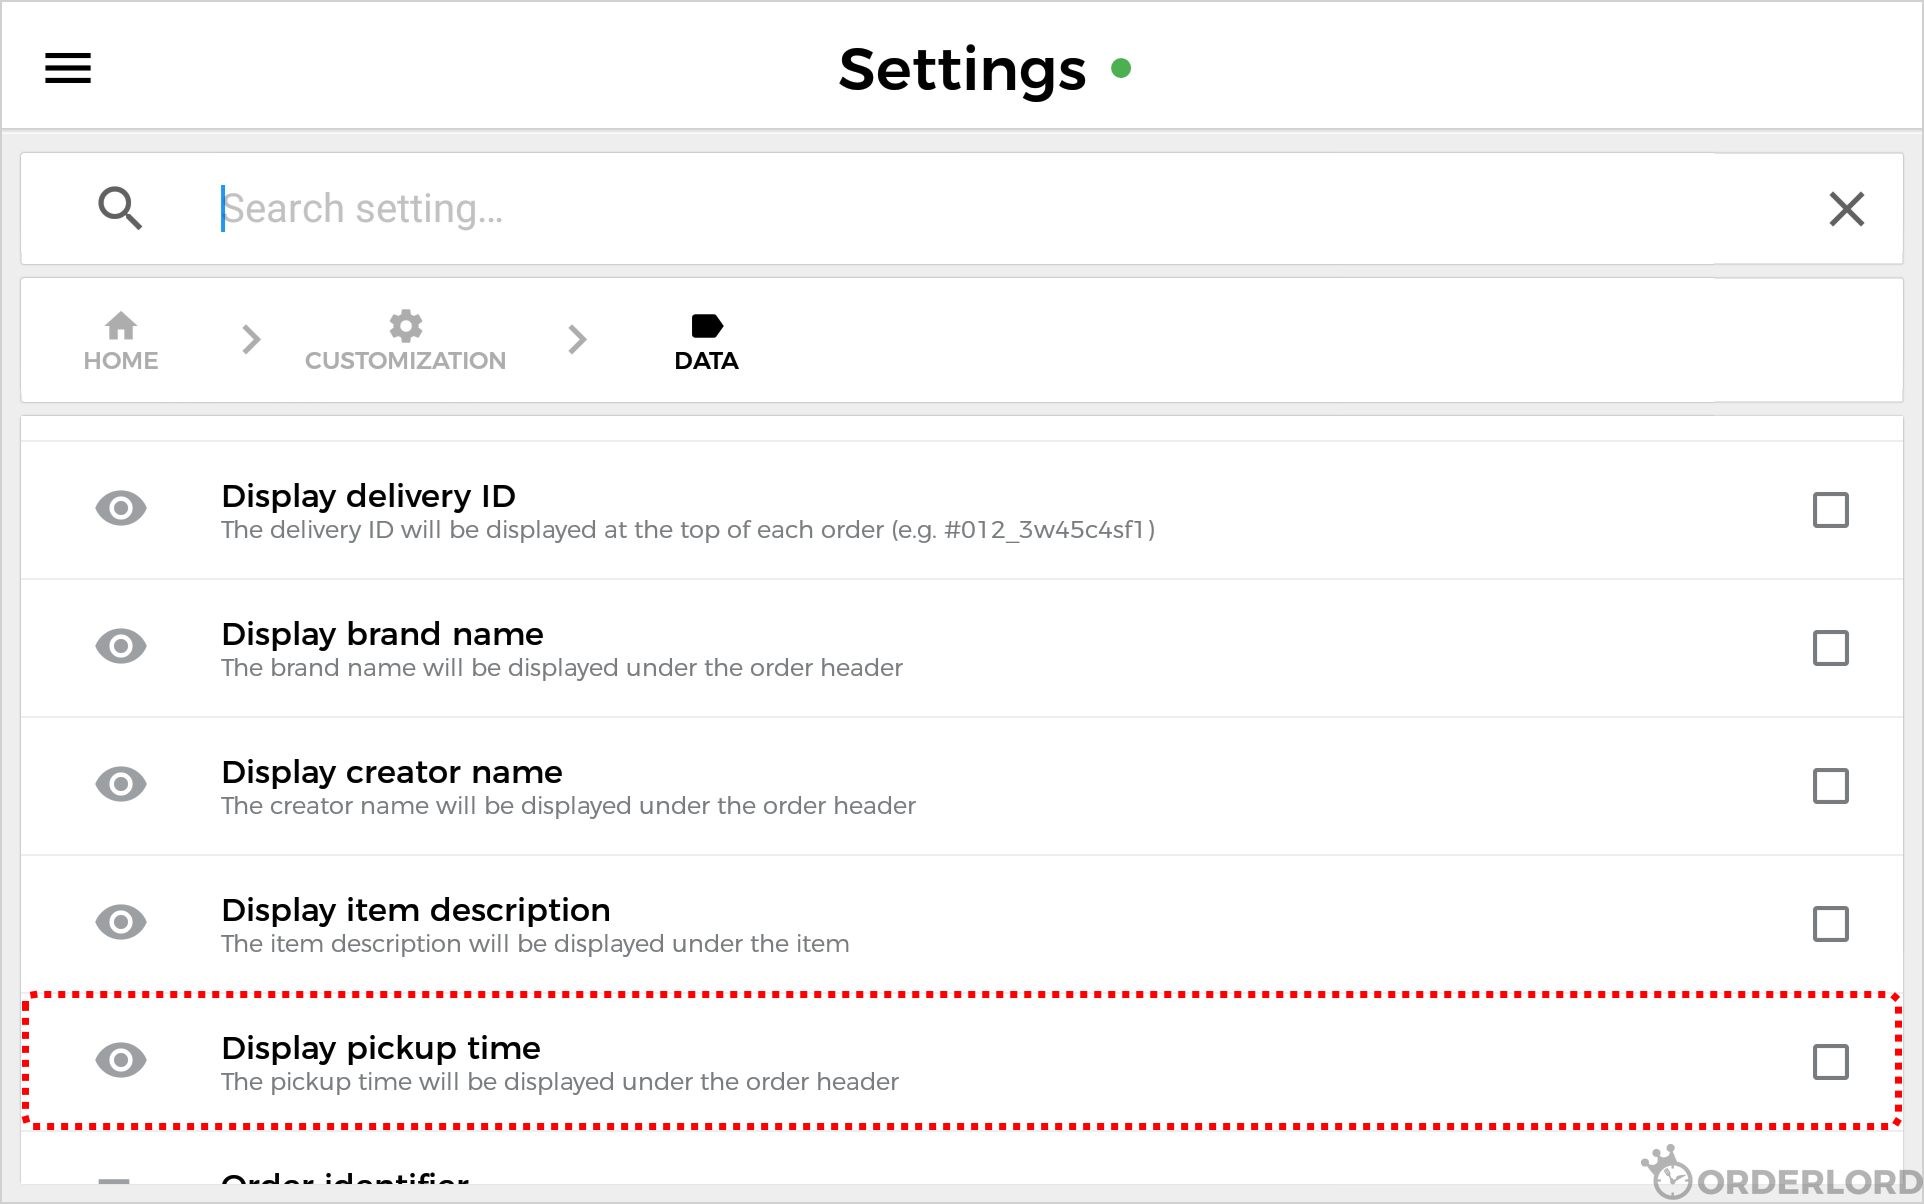 Settings
Search setting...
HOME
CUSTOMIZATION
DATA
Display delivery ID
The delivery ID will be displayed at the top of each order (e.g. #012_3w45c4sf1)
Display brand name
The brand name will be displayed under the order header
Display creator name
The creator name will be displayed under the order header
Display item description
The item description will be displayed under the item
Display pickup time
The pickup time will be displayed under the order header
Order identifier
ORDERLORD